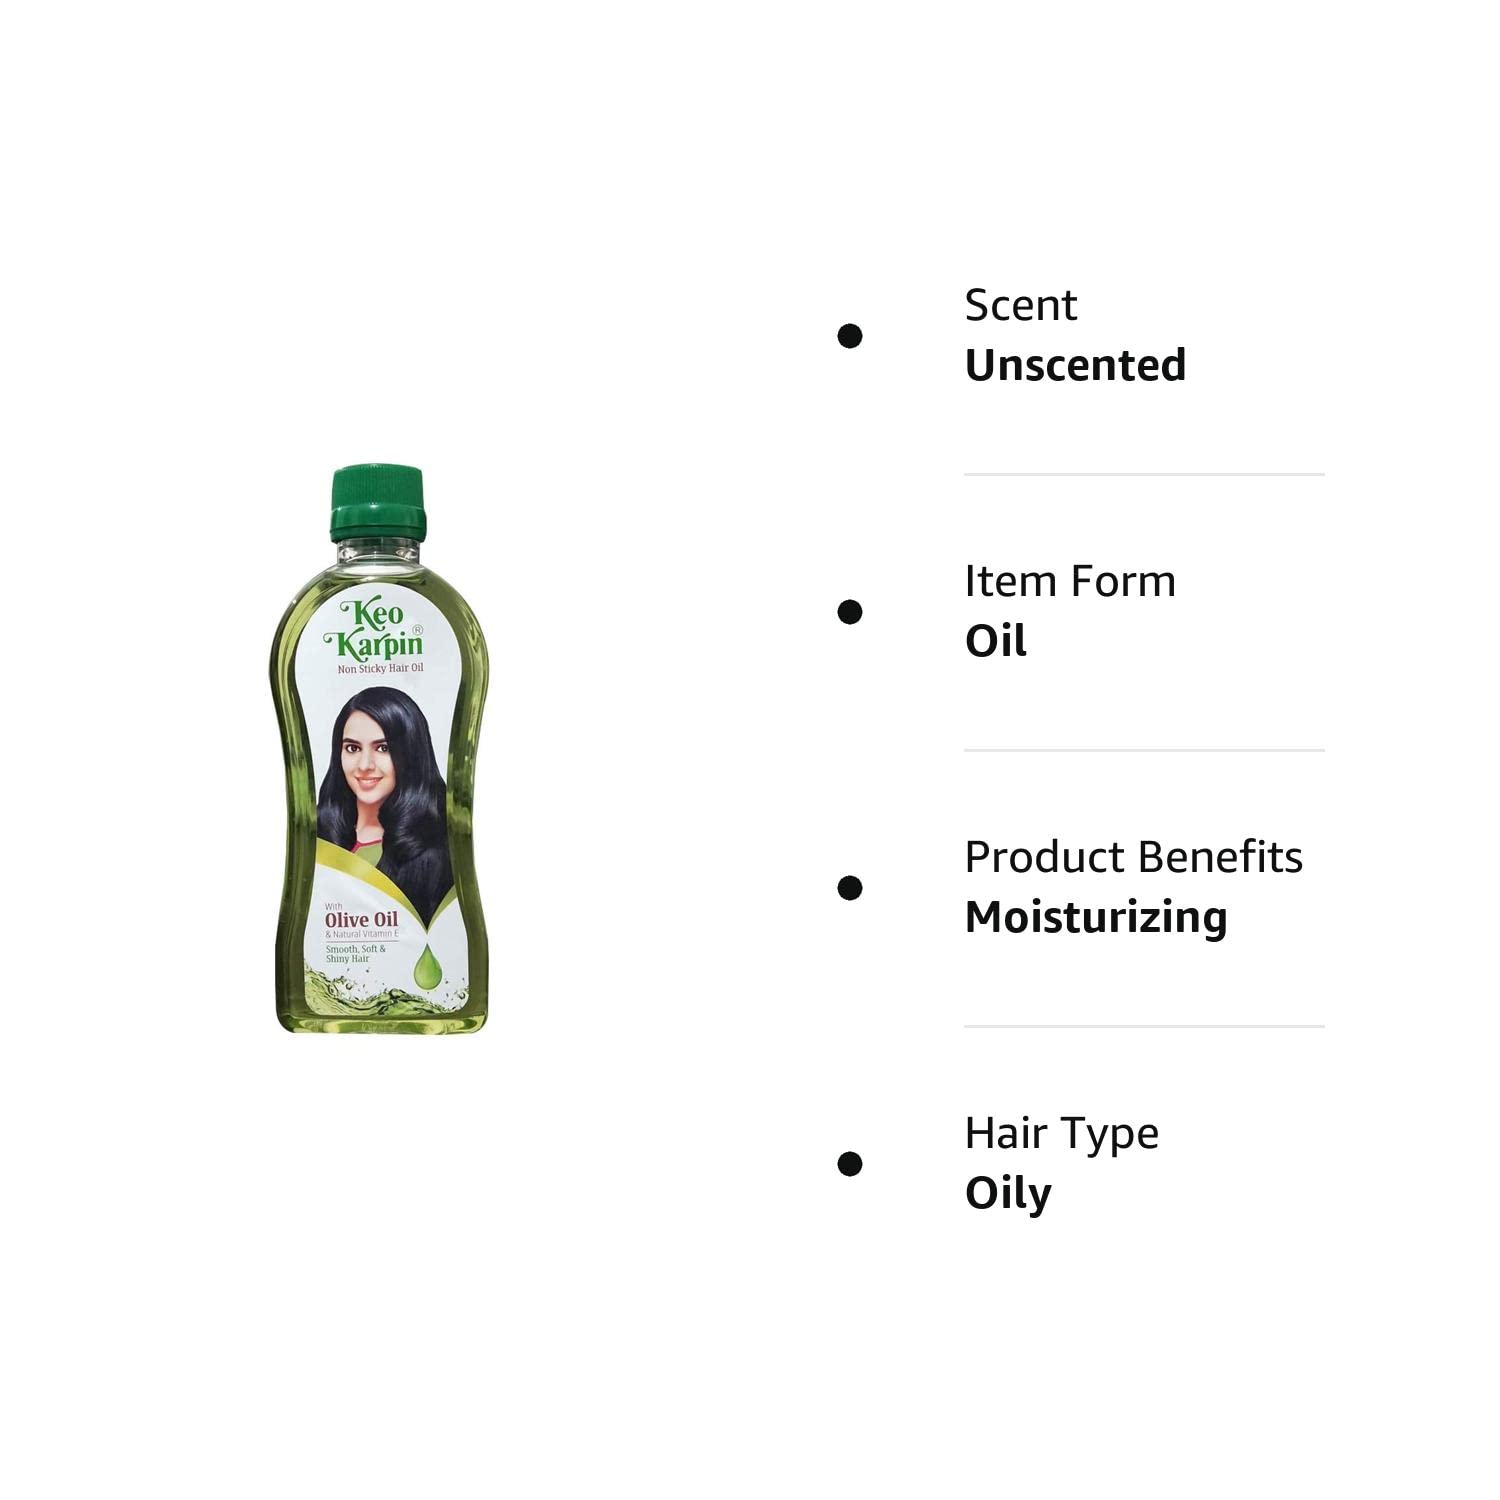 Keo
Karpin®
Non Sticky Hair Oil
With
Olive Oil
& Natural Vitamin E
Smooth, Soft &
Shiny Hair
Scent
Unscented
Item Form
Oil
Product Benefits
Moisturizing
Hair Type
Oily